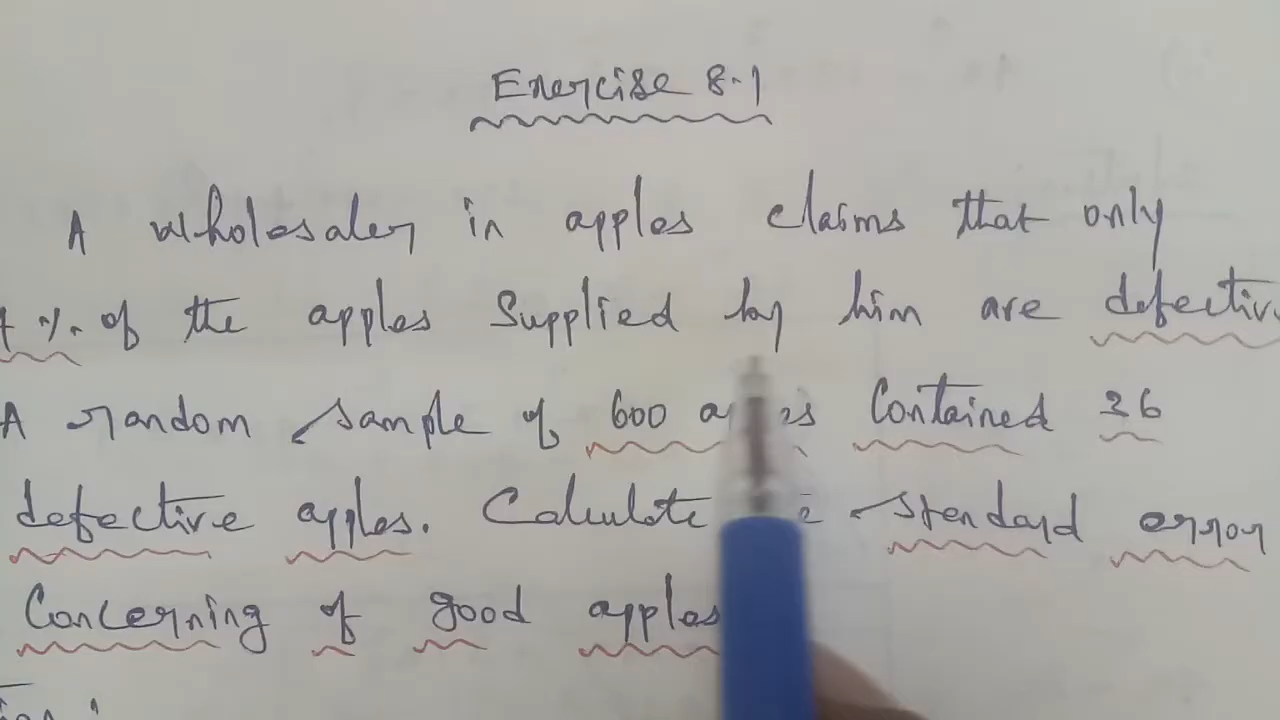 Exercise 8.1
A wholesaler in apples claims that only
% of the apples Supplied by him are defective
A random sample of 600 Contained 36
defective apples. Calculate standard error
Concerning of good apples